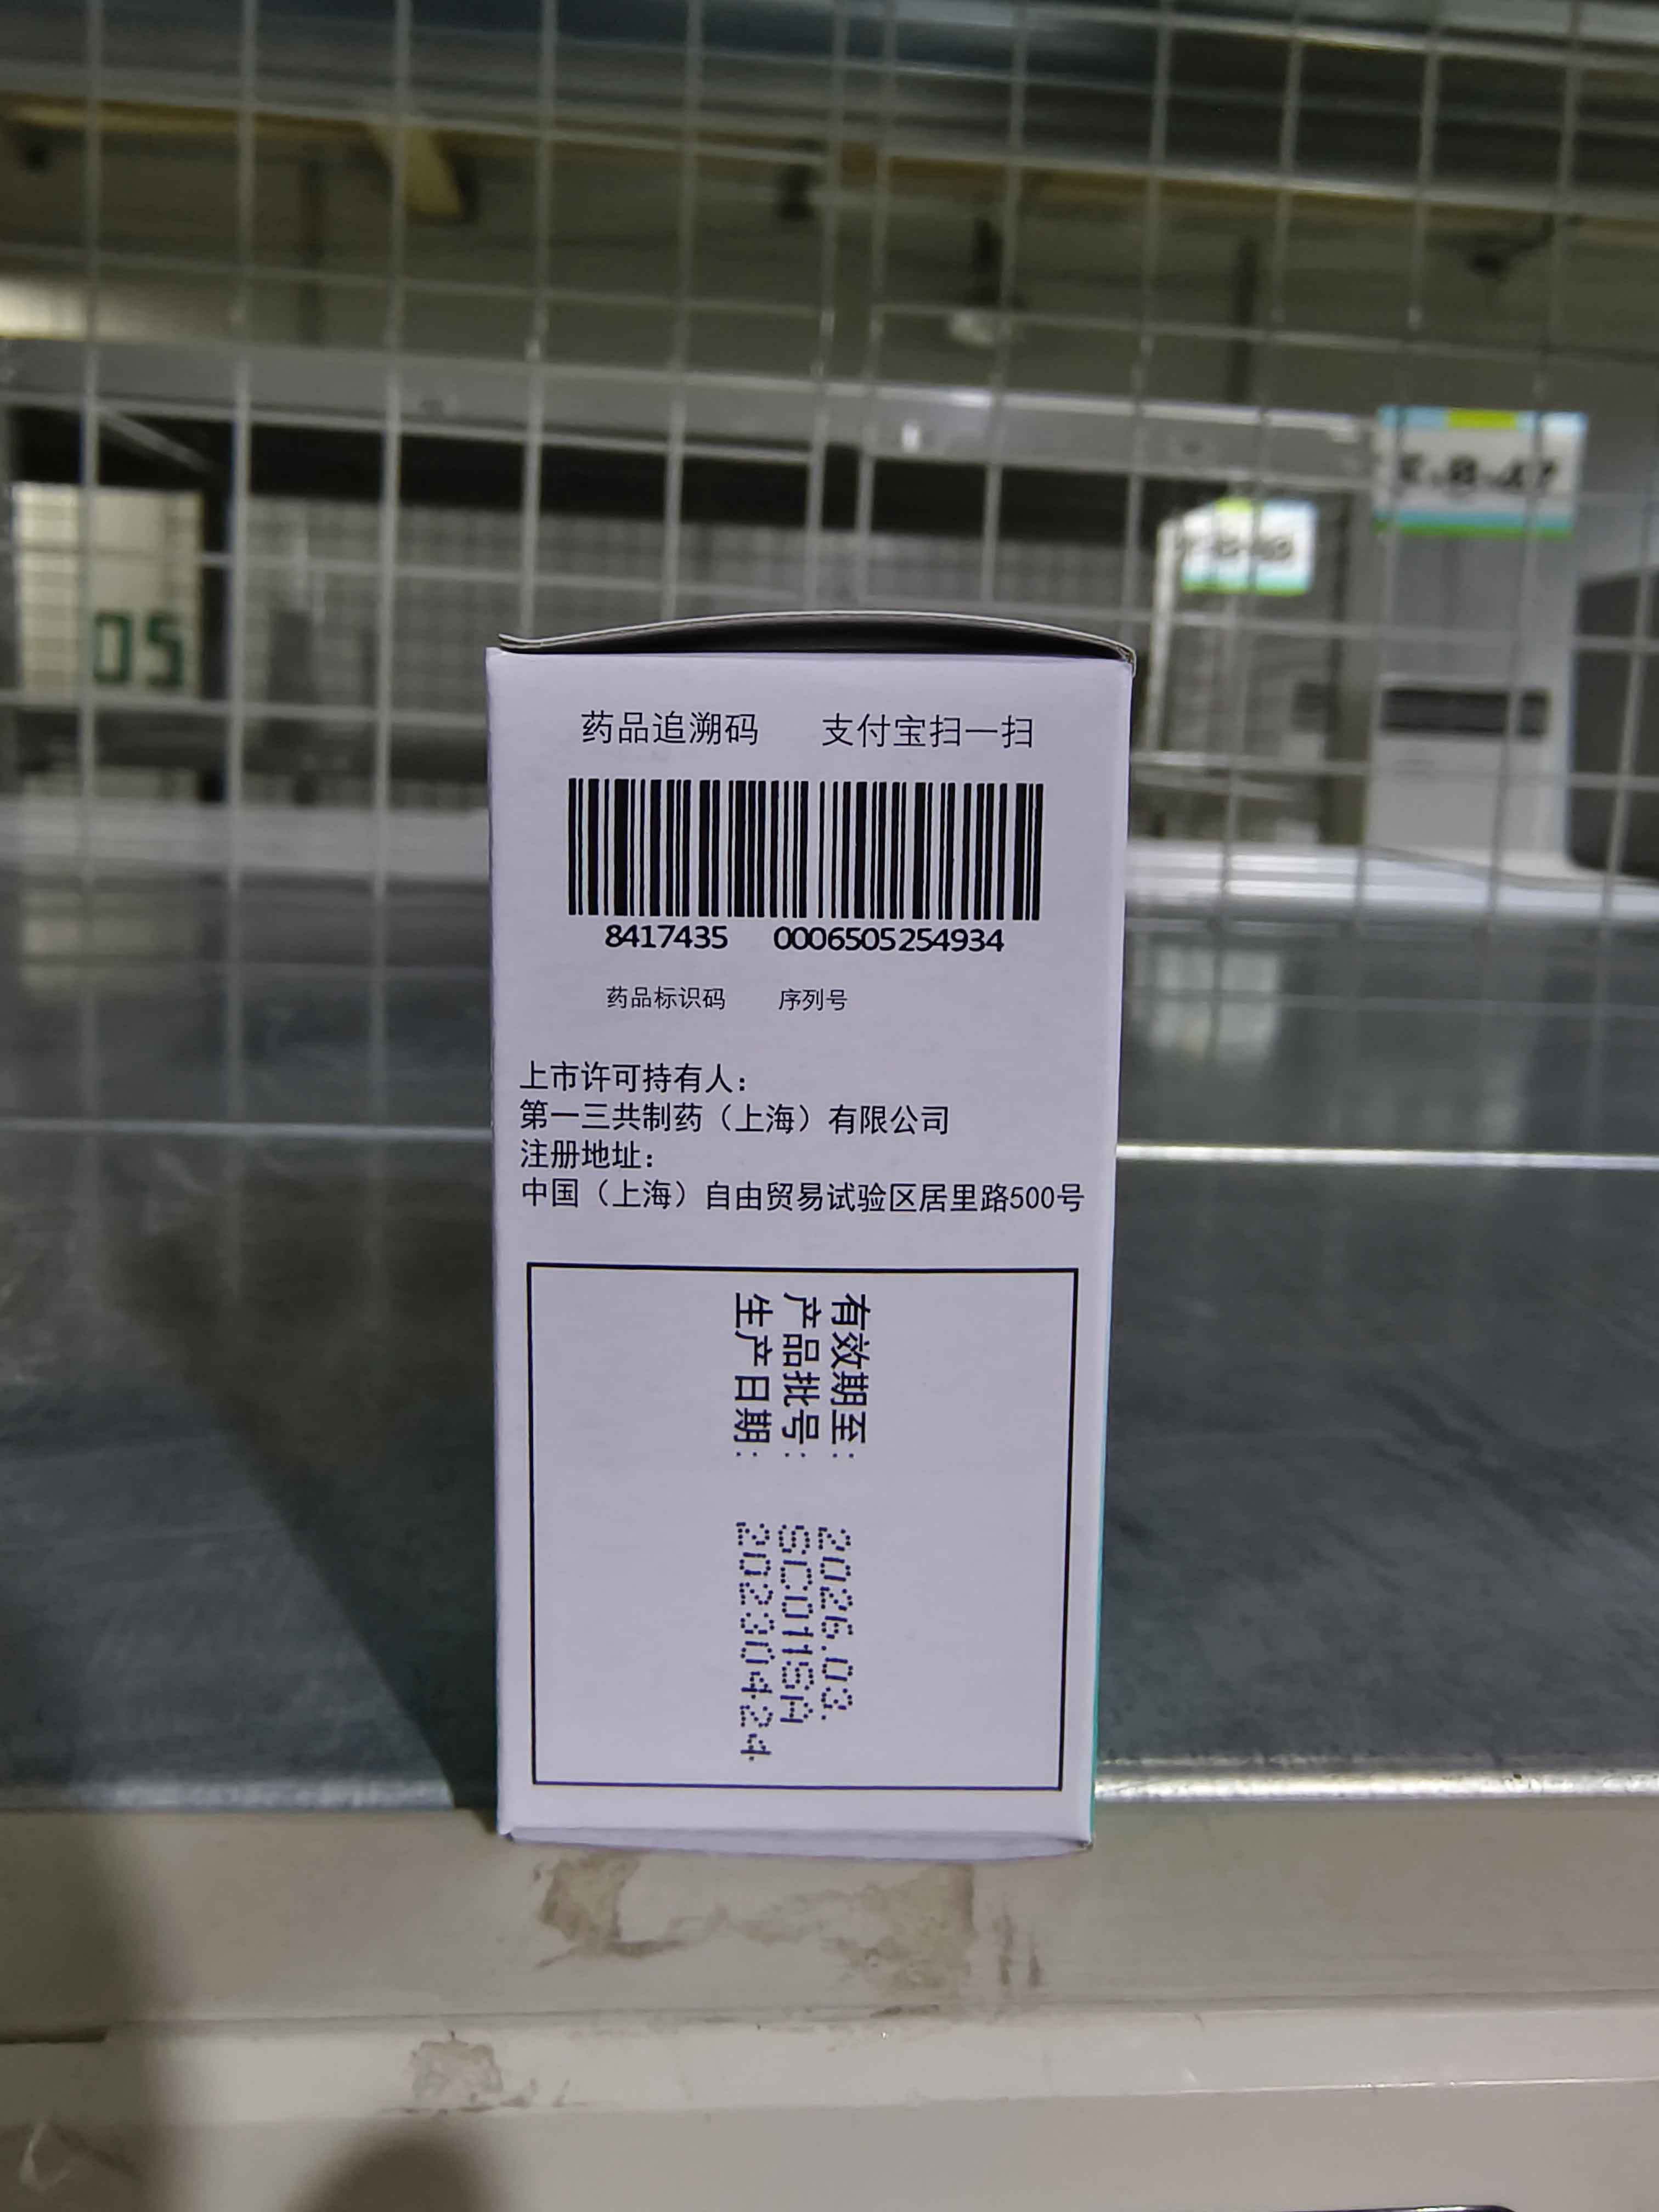 药品追溯码 支付宝扫一扫
8417435 0006505254934
药品标识码 序列号
上市许可持有人：
第一三共制药（上海）有限公司
注册地址：
中国（上海）自由贸易试验区居里路500号
有效期至： 2026.03.
产品批号： SC011SA
生产日期： 20230424
05